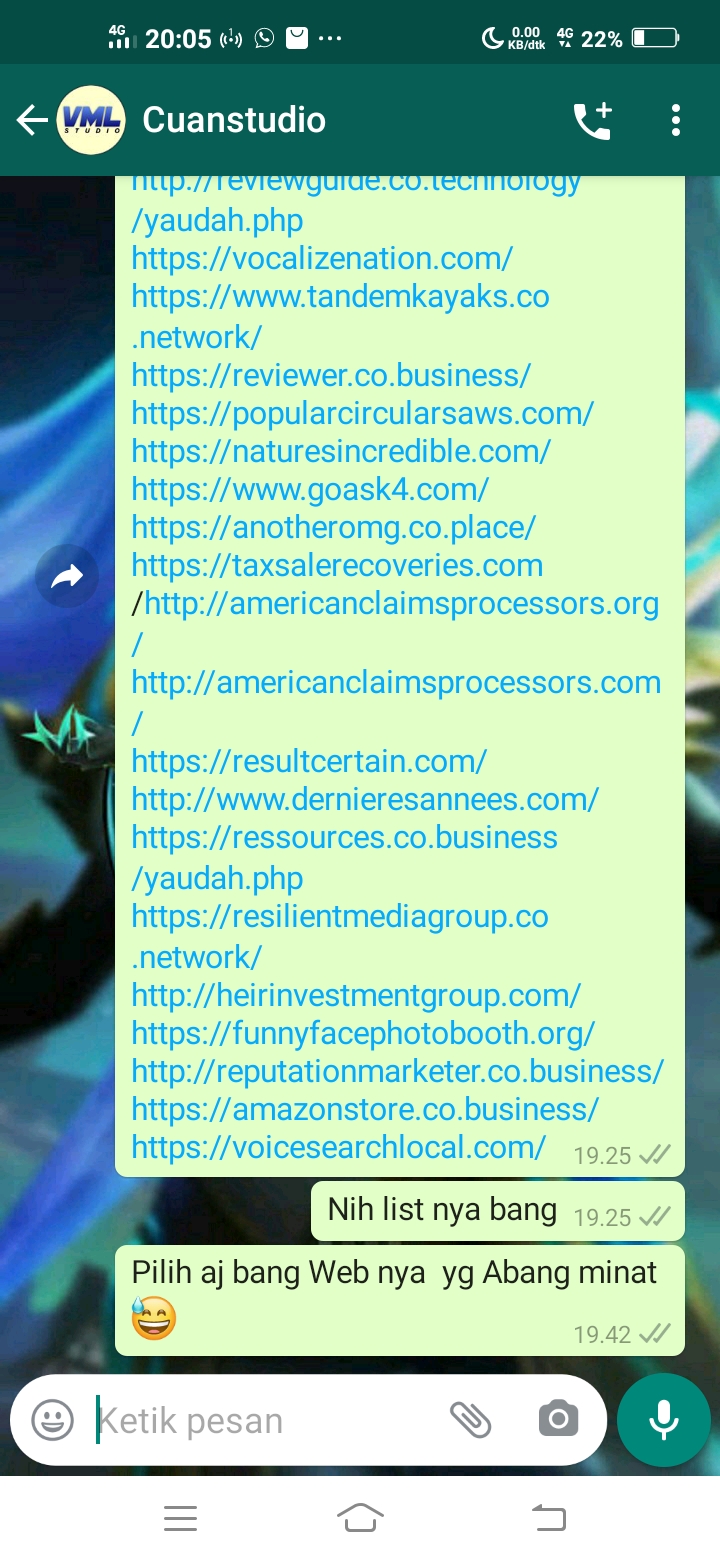 4G 20:05 0.00 KB/dtk 4G 22%
VML STUDIO Cuanstudio
http://reviewguide.co.technology
/yaudah.php
https://vocalizenation.com/
https://www.tandemkayaks.co
.network/
https://reviewer.co.business/
https://popularcircularsaws.com/
https://naturesincredible.com/
https://www.goask4.com/
https://anotheromg.co.place/
https://taxsalerecoveries.com
/http://americanclaimsprocessors.org
/
http://americanclaimsprocessors.com
/
https://resultcertain.com/
http://www.dernieresannees.com/
https://ressources.co.business
/yaudah.php
https://resilientmediagroup.co
.network/
http://heirinvestmentgroup.com/
https://funnyfacephotobooth.org/
http://reputationmarketer.co.business/
https://amazonstore.co.business/
https://voicesearchlocal.com/ 19.25
Nih list nya bang 19.25
Pilih aj bang Web nya yg Abang minat
😅 19.42
Ketik pesan